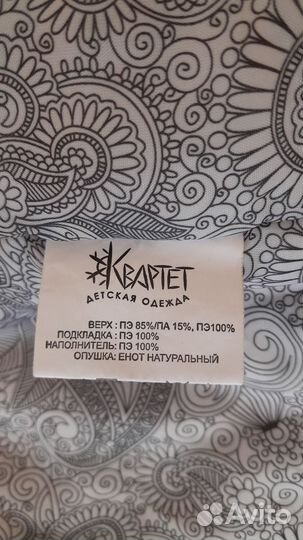 КВАРТЕТ
ДЕТСКАЯ ОДЕЖДА
ВЕРХ : ПЭ 85%/ПА 15%, ПЭ100%
ПОДКЛАДКА : ПЭ 100%
НАПОЛНИТЕЛЬ : ПЭ 100%
ОПУШКА: ЕНОТ НАТУРАЛЬНЫЙ
Avito